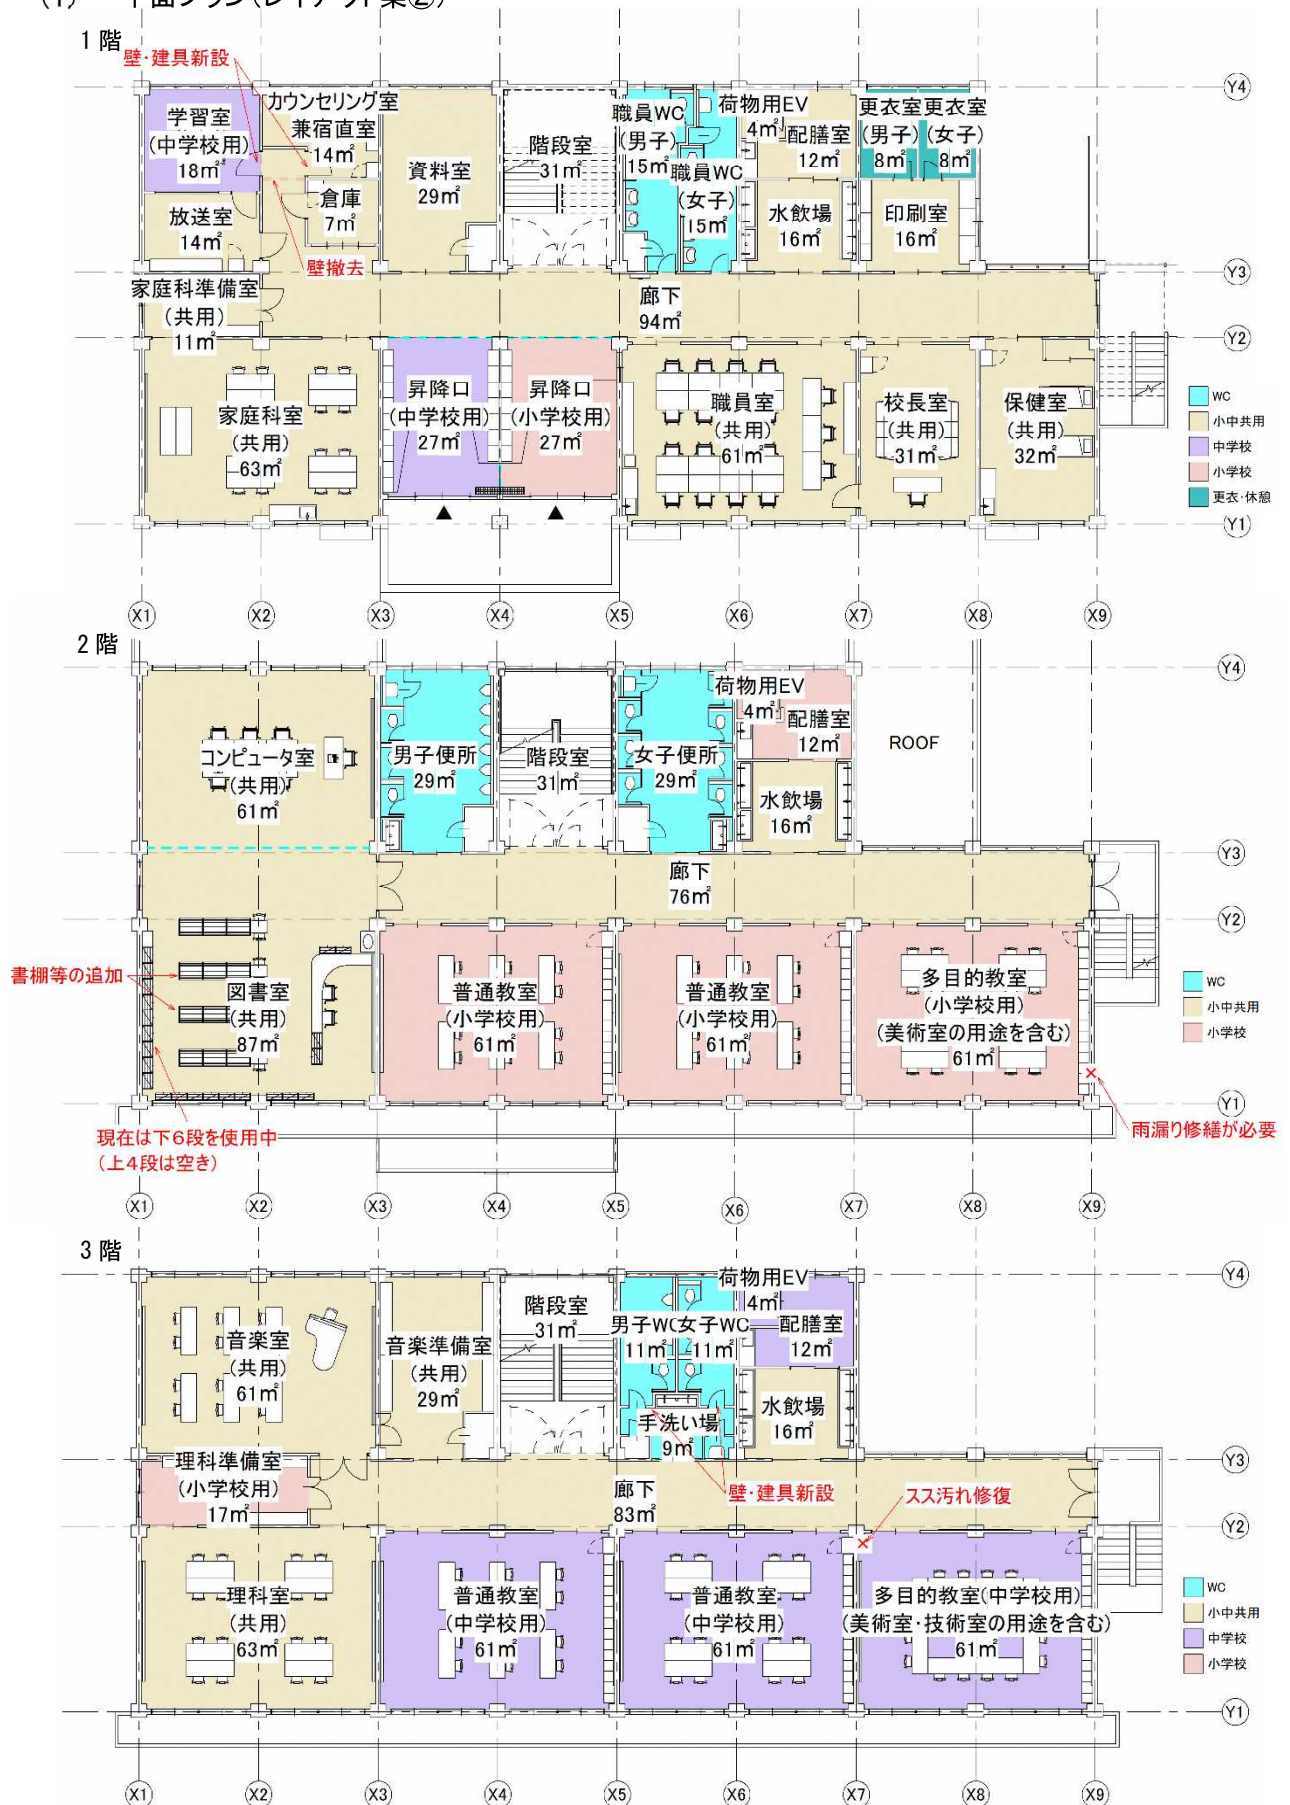 (1) 平面プラン(レイアウト案②)
1階
壁・建具新設
学習室
(中学校用)
18㎡
カウンセリング室
兼宿直室
14㎡
資料室
29㎡
階段室
31㎡
職員WC
(男子)
15㎡
職員WC
(女子)
15㎡
荷物用EV
4㎡
配膳室
12㎡
更衣室
(男子)
8㎡
更衣室
(女子)
8㎡
Y4
放送室
14㎡
倉庫
7㎡
壁撤去
水飲場
16㎡
印刷室
16㎡
Y3
家庭科準備室
(共用)
11㎡
廊下
94㎡
Y2
家庭科室
(共用)
63㎡
昇降口
(中学校用)
27㎡
昇降口
(小学校用)
27㎡
職員室
(共用)
61㎡
校長室
(共用)
31㎡
保健室
(共用)
32㎡
WC
小中共用
中学校
小学校
更衣・休憩
Y1
X1 X2 X3 X4 X5 X6 X7 X8 X9
2階
Y4
コンピュータ室
(共用)
61㎡
男子便所
29㎡
階段室
31㎡
女子便所
29㎡
荷物用EV
4㎡
配膳室
12㎡
水飲場
16㎡
ROOF
Y3
廊下
76㎡
Y2
書棚等の追加
図書室
(共用)
87㎡
普通教室
(小学校用)
61㎡
普通教室
(小学校用)
61㎡
多目的教室
(小学校用)
(美術室の用途を含む)
61㎡
WC
小中共用
小学校
Y1
現在は下6段を使用中
(上4段は空き)
雨漏り修繕が必要
X1 X2 X3 X4 X5 X6 X7 X8 X9
3階
Y4
音楽室
(共用)
61㎡
音楽準備室
(共用)
29㎡
階段室
31㎡
男子WC
11㎡
女子WC
11㎡
荷物用EV
4㎡
配膳室
12㎡
手洗い場
9㎡
水飲場
16㎡
Y3
理科準備室
(小学校用)
17㎡
廊下
83㎡
壁・建具新設
スス汚れ修復
Y2
理科室
(共用)
63㎡
普通教室
(中学校用)
61㎡
普通教室
(中学校用)
61㎡
多目的教室(中学校用)
(美術室・技術室の用途を含む)
61㎡
WC
小中共用
中学校
小学校
Y1
X1 X2 X3 X4 X5 X6 X7 X8 X9